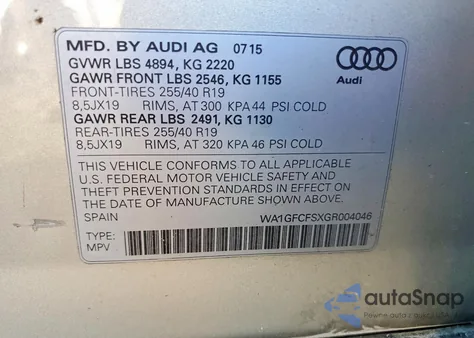 MFD. BY AUDI AG 07 15
GVWR LBS 4894, KG 2220
GAWR FRONT LBS 2546, KG 1155
FRONT-TIRES 255/40 R19
8,5JX19 RIMS, AT 300 KPA 44 PSI COLD
GAWR REAR LBS 2491, KG 1130
REAR-TIRES 255/40 R19
8,5JX19 RIMS, AT 320 KPA 46 PSI COLD
Audi
THIS VEHICLE CONFORMS TO ALL APPLICABLE
U.S. FEDERAL MOTOR VEHICLE SAFETY AND
THEFT PREVENTION STANDARDS IN EFFECT ON
THE DATE OF MANUFACTURE SHOWN ABOVE.
SPAIN WA1GFCFSXGR004046
TYPE:
MPV
autoSnap